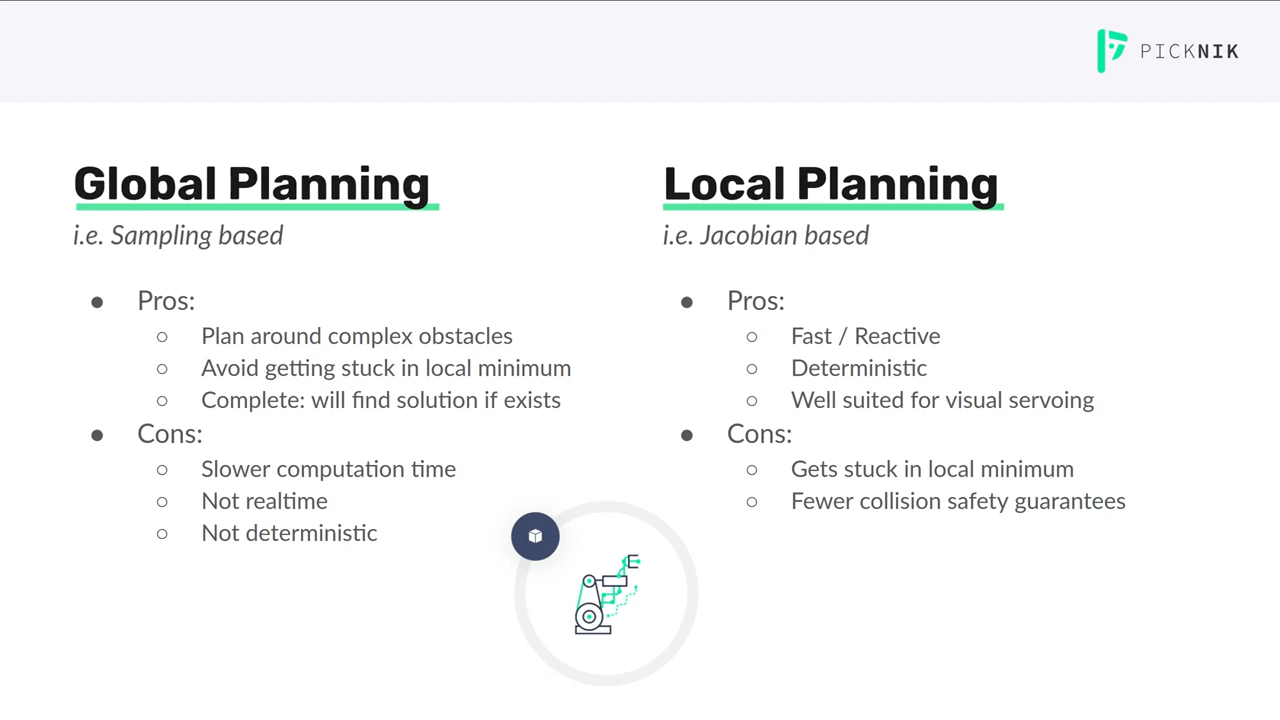 PICKNIK
Global Planning
i.e. Sampling based
● Pros:
○ Plan around complex obstacles
○ Avoid getting stuck in local minimum
○ Complete: will find solution if exists
● Cons:
○ Slower computation time
○ Not realtime
○ Not deterministic
Local Planning
i.e. Jacobian based
● Pros:
○ Fast / Reactive
○ Deterministic
○ Well suited for visual servoing
● Cons:
○ Gets stuck in local minimum
○ Fewer collision safety guarantees